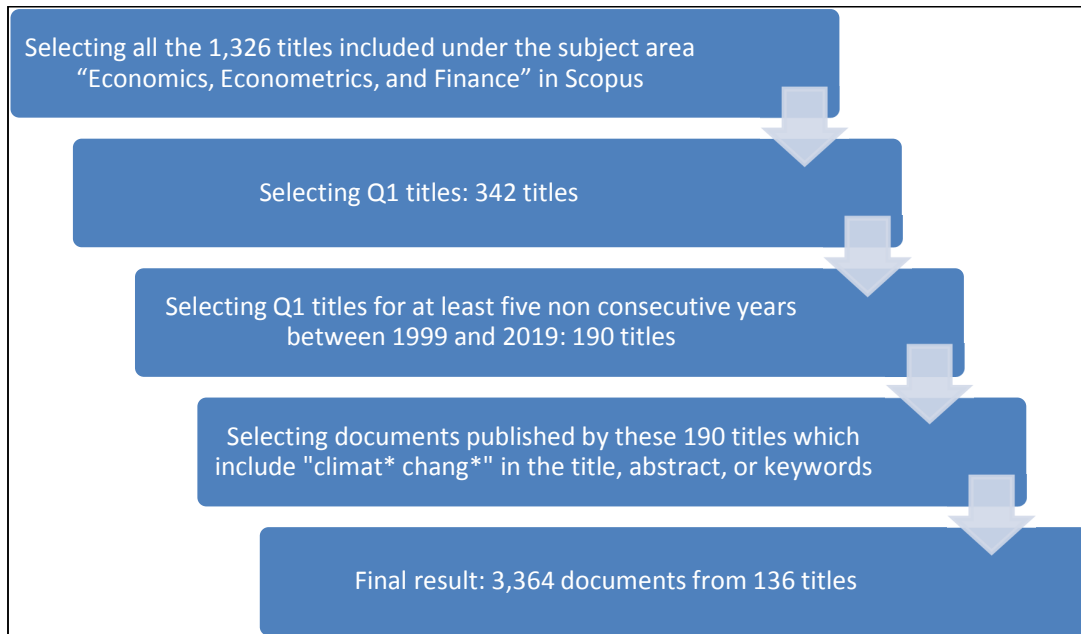 Selecting all the 1,326 titles included under the subject area
“Economics, Econometrics, and Finance” in Scopus
Selecting Q1 titles: 342 titles
Selecting Q1 titles for at least five non consecutive years
between 1999 and 2019: 190 titles
Selecting documents published by these 190 titles which
include "climat* chang*" in the title, abstract, or keywords
Final result: 3,364 documents from 136 titles